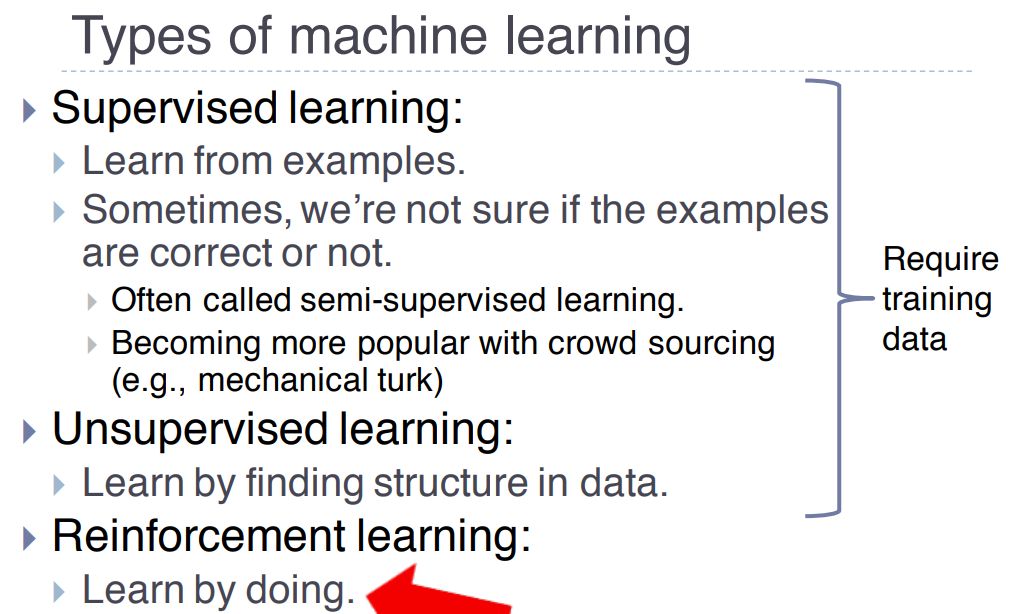 Types of machine learning
Supervised learning:
Learn from examples.
Sometimes, we’re not sure if the examples
are correct or not.
Often called semi-supervised learning.
Becoming more popular with crowd sourcing
(e.g., mechanical turk)
Unsupervised learning:
Learn by finding structure in data.
Reinforcement learning:
Learn by doing.
Require
training
data